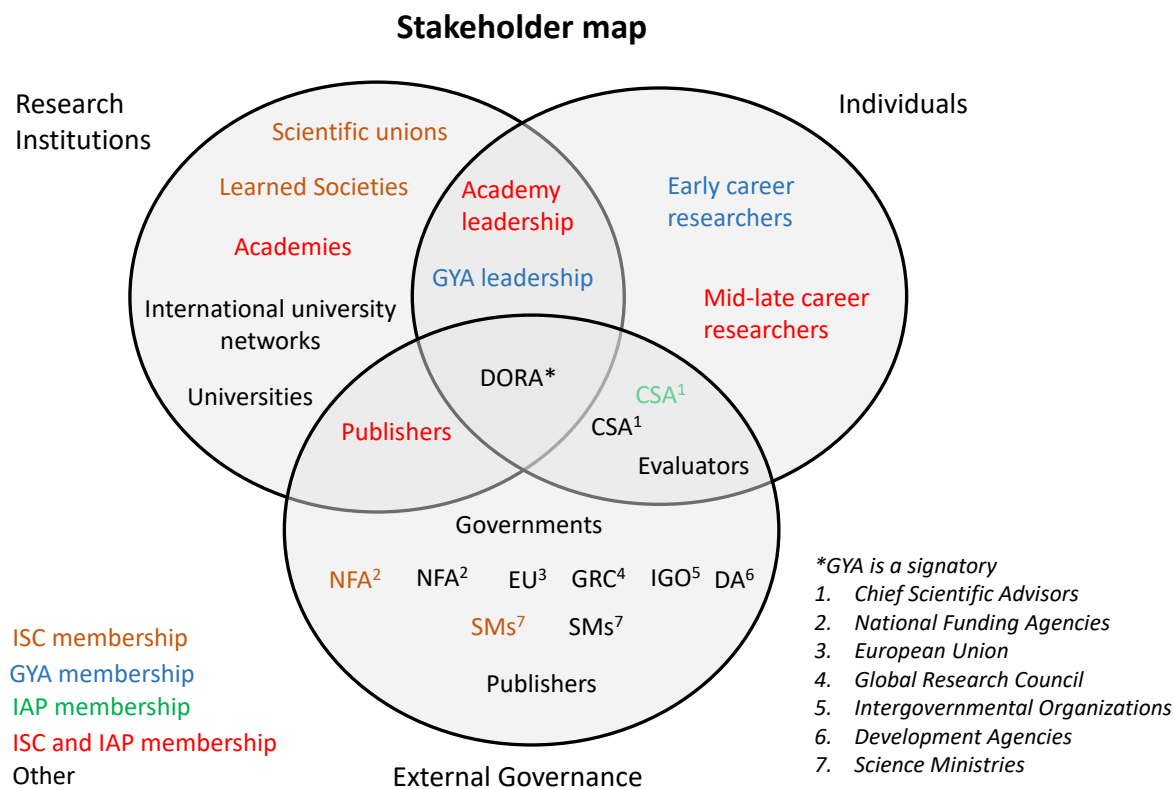 Stakeholder map
Research
Institutions
Individuals
Scientific unions
Learned Societies
Academies
International university
networks
Universities
Academy
leadership
GYA leadership
Early career
researchers
Mid-late career
researchers
DORA*
CSA¹
CSA¹
Evaluators
Publishers
Governments
NFA²
NFA²
EU³
GRC⁴
IGO⁵
DA⁶
SMs⁷
SMs⁷
Publishers
External Governance
ISC membership
GYA membership
IAP membership
ISC and IAP membership
Other
*GYA is a signatory
1. Chief Scientific Advisors
2. National Funding Agencies
3. European Union
4. Global Research Council
5. Intergovernmental Organizations
6. Development Agencies
7. Science Ministries